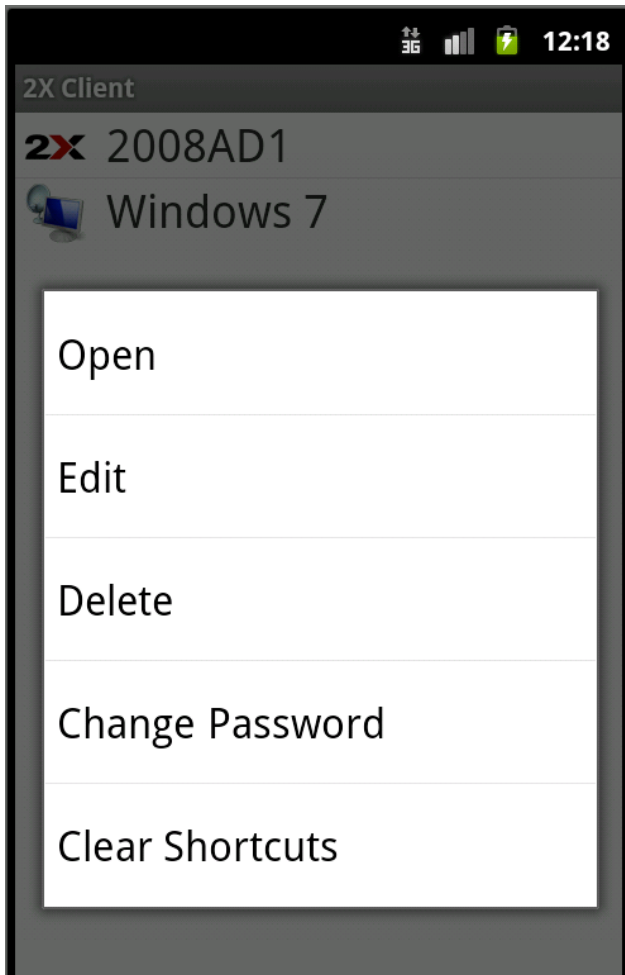 3G 12:18
2X Client
2X 2008AD1
Windows 7
Open
Edit
Delete
Change Password
Clear Shortcuts